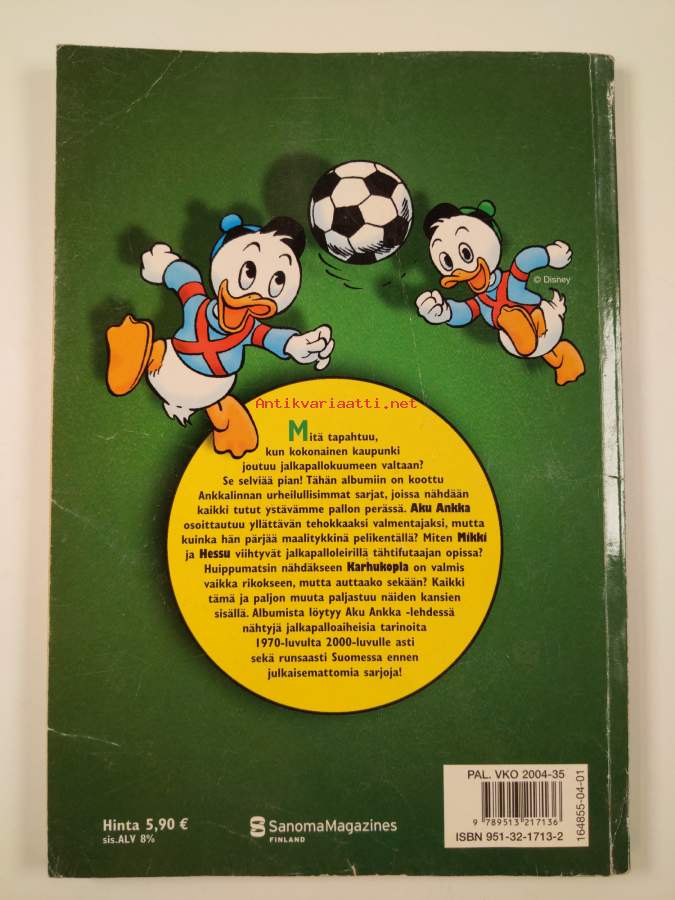 © Disney
Antikvariaatti.net
Mitä tapahtuu,
kun kokonainen kaupunki
joutuu jalkapallokuumeen valtaan?
Se selviää pian! Tähän albumiin on koottu
Ankkalinnan urheilullisimmat sarjat, joissa nähdään
kaikki tutut ystävämme pallon perässä. Aku Ankka
osoittautuu yllättävän tehokkaaksi valmentajaksi, mutta
kuinka hän pärjää maalitykkinä pelikentällä? Miten Mikki
ja Hessu viihtyvät jalkapalloleirillä tähtifutaajan opissa?
Huippumatsin nähdäkseen Karhukopla on valmis
vaikka rikokseen, mutta auttaako sekään? Kaikki
tämä ja paljon muuta paljastuu näiden kansien
sisällä. Albumista löytyy Aku Ankka -lehdessä
nähtyjä jalkapalloaiheisia tarinoita
1970-luvulta 2000-luvulle asti
sekä runsaasti Suomessa ennen
julkaisemattomia sarjoja!
Hinta 5,90 €
sis.ALV 8%
SanomaMagazines
FINLAND
PAL. VKO 2004-35
9 789513 217136
ISBN 951-32-1713-2
164855-04-01